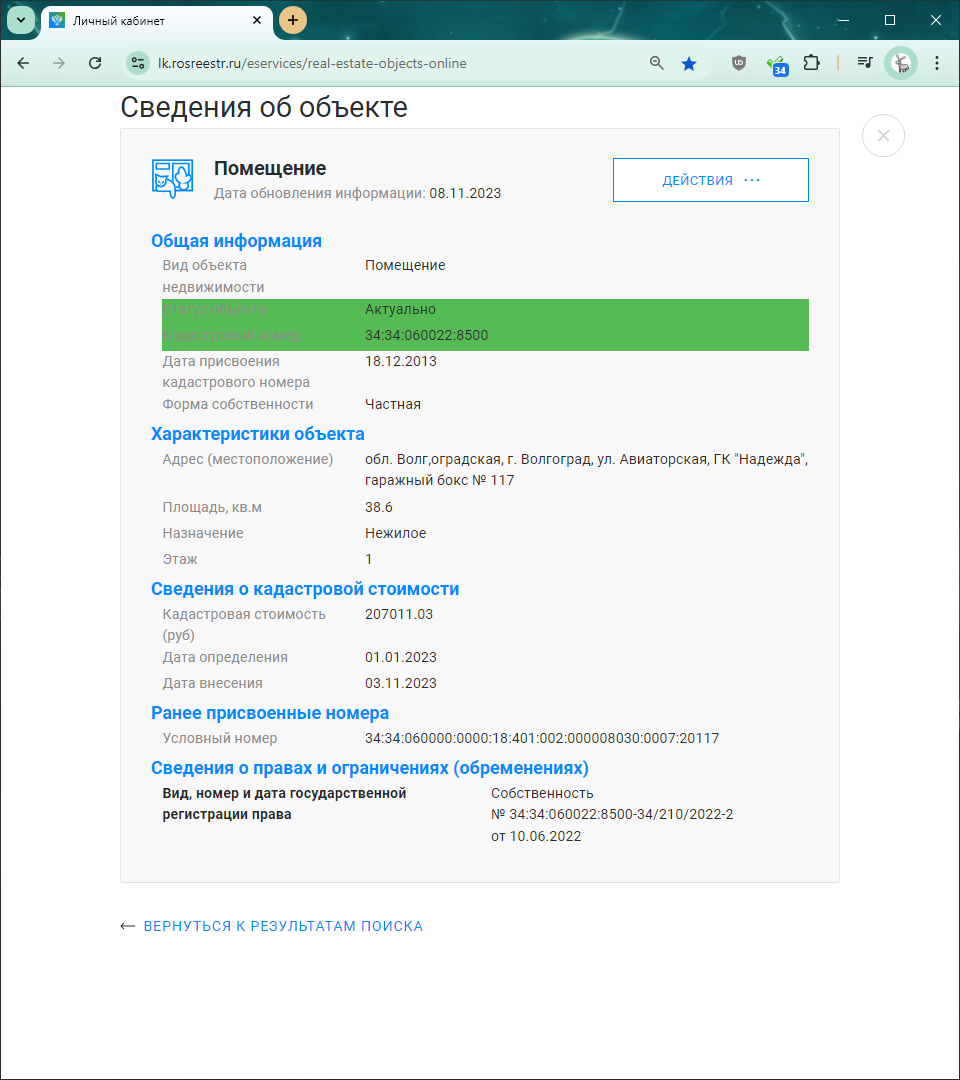 Личный кабинет
lk.rosreestr.ru/eservices/real-estate-objects-online
UD
34
Сведения об объекте
Помещение
Дата обновления информации: 08.11.2023
ДЕЙСТВИЯ ...
Общая информация
Вид объекта недвижимости Помещение
Статус объекта Актуально
Кадастровый номер 34:34:060022:8500
Дата присвоения кадастрового номера 18.12.2013
Форма собственности Частная
Характеристики объекта
Адрес (местоположение) обл. Волг,оградская, г. Волгоград, ул. Авиаторская, ГК "Надежда",
гаражный бокс № 117
Площадь, кв.м 38.6
Назначение Нежилое
Этаж 1
Сведения о кадастровой стоимости
Кадастровая стоимость (руб) 207011.03
Дата определения 01.01.2023
Дата внесения 03.11.2023
Ранее присвоенные номера
Условный номер 34:34:060000:0000:18:401:002:000008030:0007:20117
Сведения о правах и ограничениях (обременениях)
Вид, номер и дата государственной регистрации права Собственность
№ 34:34:060022:8500-34/210/2022-2
от 10.06.2022
← ВЕРНУТЬСЯ К РЕЗУЛЬТАТАМ ПОИСКА